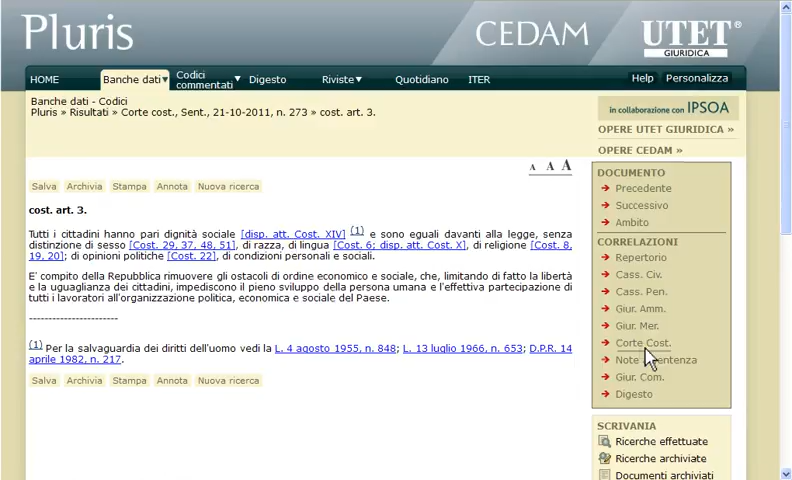 Pluris
CEDAM
UTET®
GIURIDICA
HOME
Banche dati
Codici
commentati
Digesto
Riviste
Quotidiano
ITER
Help
Personalizza
Banche dati - Codici
Pluris » Risultati » Corte cost., Sent., 21-10-2011, n. 273 » cost. art. 3.
in collaborazione con IPSOA
OPERE UTET GIURIDICA »
OPERE CEDAM »
A A A
Salva Archivia Stampa Annota Nuova ricerca
cost. art. 3.
Tutti i cittadini hanno pari dignità sociale [disp. att. Cost. XIV] (1) e sono eguali davanti alla legge, senza
distinzione di sesso [Cost. 29, 37, 48, 51], di razza, di lingua [Cost. 6; disp. att. Cost. X], di religione [Cost. 8,
19, 20]; di opinioni politiche [Cost. 22], di condizioni personali e sociali.
E' compito della Repubblica rimuovere gli ostacoli di ordine economico e sociale, che, limitando di fatto la libertà
e la uguaglianza dei cittadini, impediscono il pieno sviluppo della persona umana e l'effettiva partecipazione di
tutti i lavoratori all'organizzazione politica, economica e sociale del Paese.
----------------------
(1) Per la salvaguardia dei diritti dell'uomo vedi la L. 4 agosto 1955, n. 848; L. 13 luglio 1966, n. 653; D.P.R. 14
aprile 1982, n. 217.
Salva Archivia Stampa Annota Nuova ricerca
DOCUMENTO
Precedente
Successivo
Ambito
CORRELAZIONI
Repertorio
Cass. Civ.
Cass. Pen.
Giur. Amm.
Giur. Mer.
Corte Cost.
Note a sentenza
Giur. Com.
Digesto
SCRIVANIA
Ricerche effettuate
Ricerche archiviate
Documenti archiviati